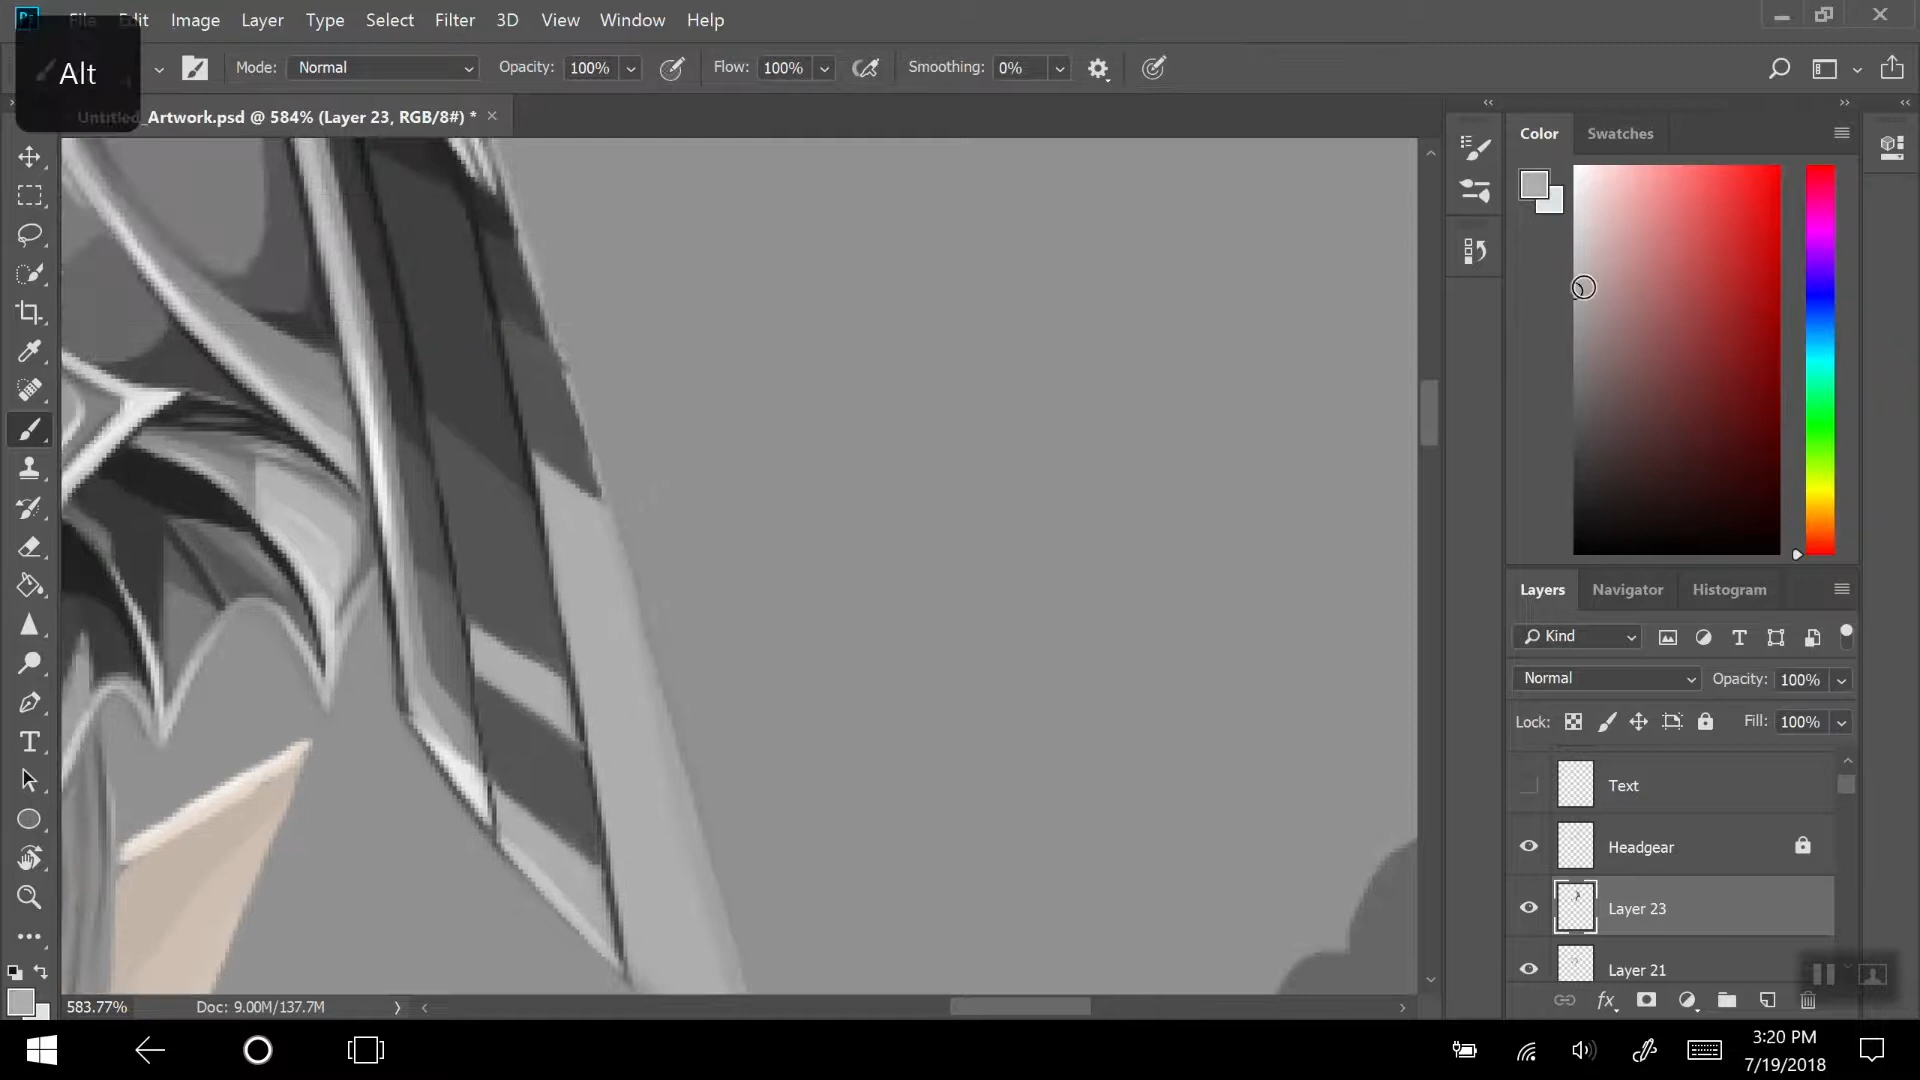 File Edit Image Layer Type Select Filter 3D View Window Help
Alt
Mode: Normal Opacity: 100% Flow: 100% Smoothing: 0%
Untitled_Artwork.psd @ 584% (Layer 23, RGB/8#) *
Color Swatches
Layers Navigator Histogram
Kind
Normal Opacity: 100%
Lock: Fill: 100%
Text
Headgear
Layer 23
Layer 21
fx
583.77% Doc: 9.00M/137.7M
3:20 PM
7/19/2018